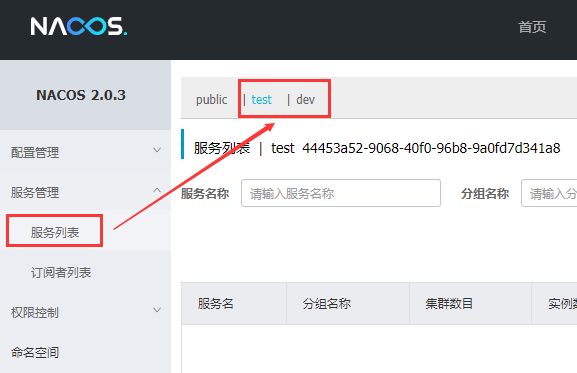 NACOS.
首页
NACOS 2.0.3
public | test | dev
配置管理
服务列表 | test 44453a52-9068-40f0-96b8-9a0fd7d341a8
服务管理
服务名称 请输入服务名称 分组名称 请输入分
服务列表
订阅者列表
服务名 分组名称 集群数目 实例
权限控制
命名空间